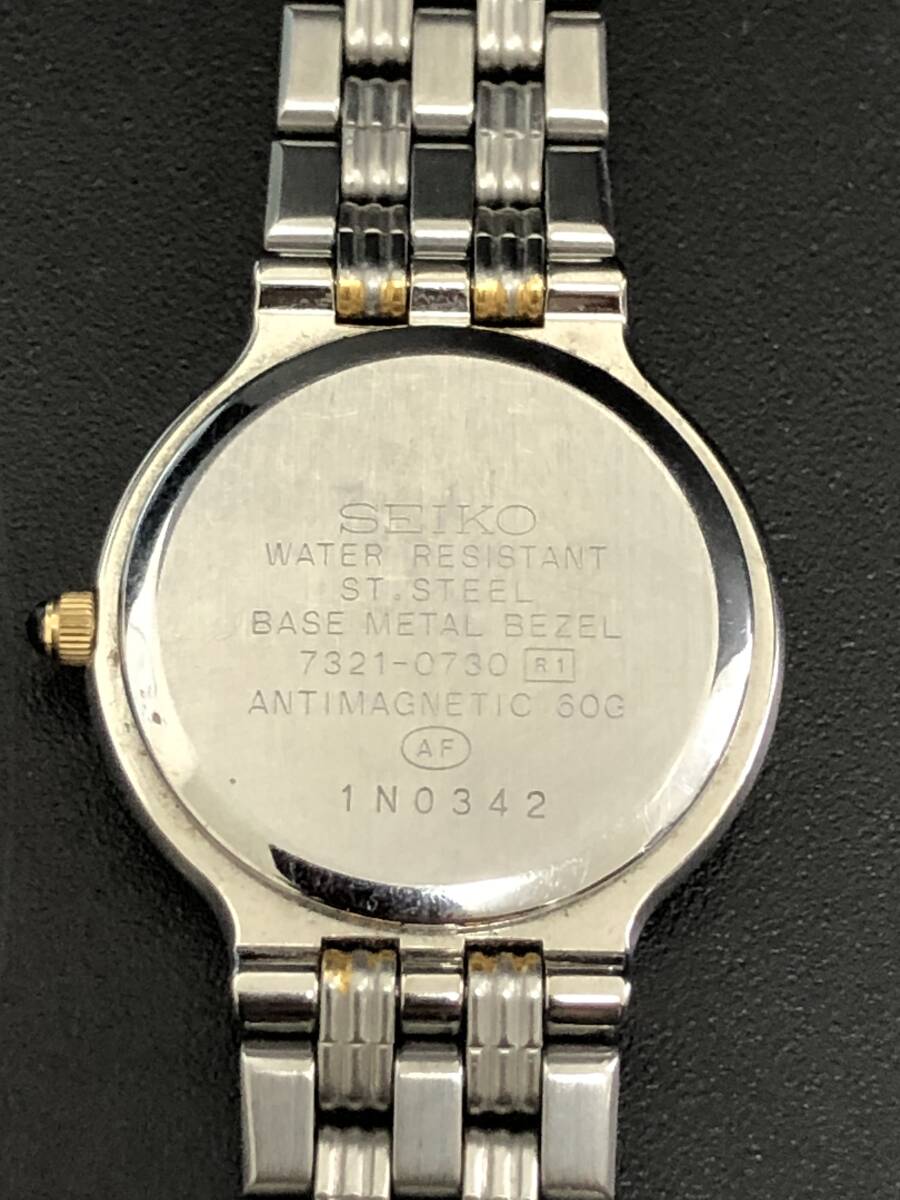 SEIKO
WATER RESISTANT
ST.STEEL
BASE METAL BEZEL
7321-0730 R1
ANTIMAGNETIC 60G
AF
1N0342